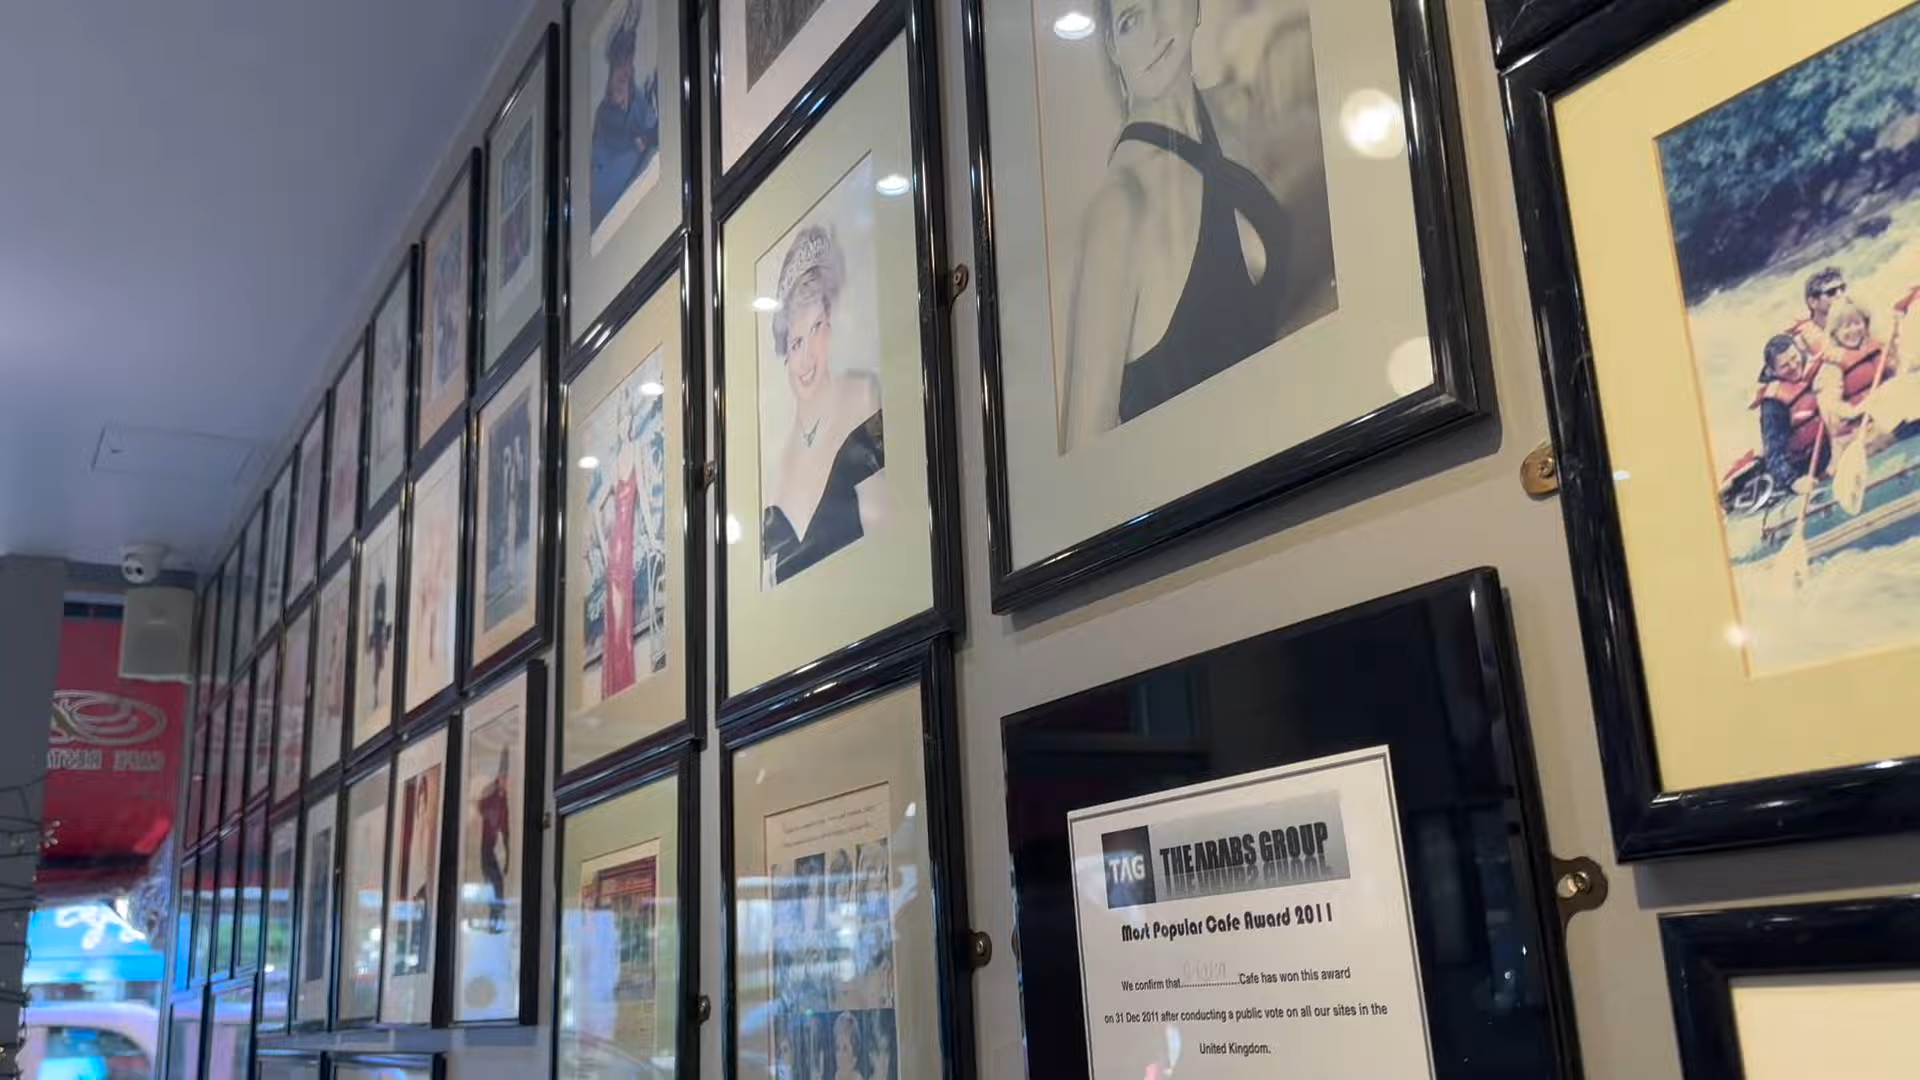 TAG THE ARABS GROUP
Most Popular Cafe Award 2011
We confirm that....................Cafe has won this award
on 31 Dec 2011 after conducting a public vote on all our sites in the
United Kingdom.